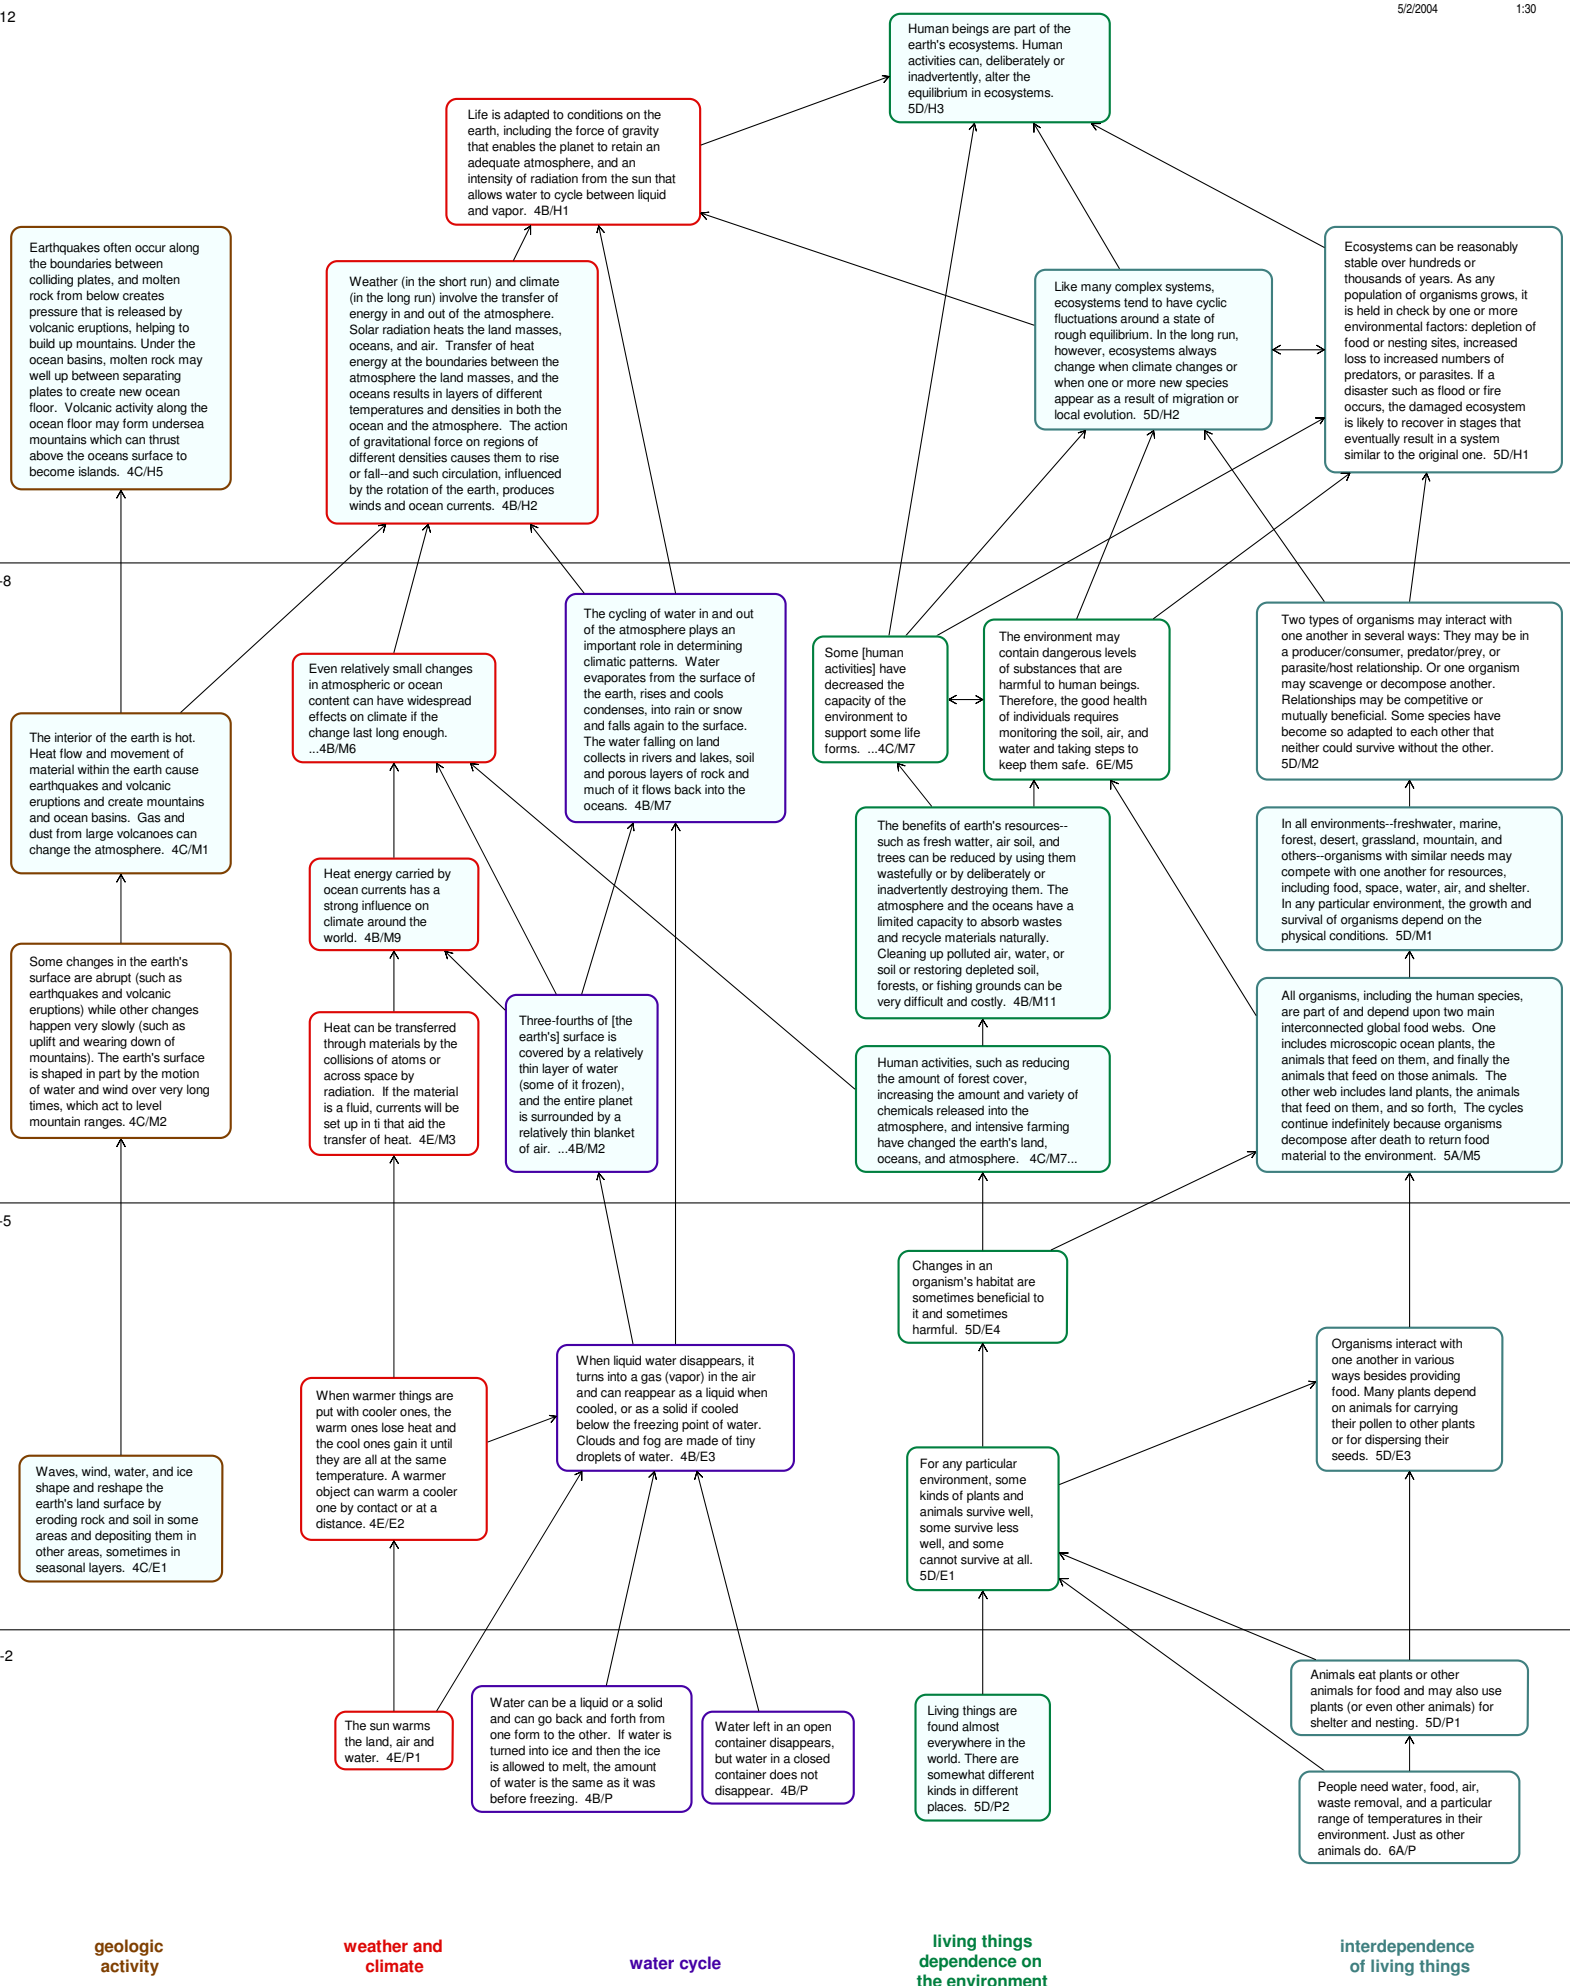 12
5/2/2004 1:30
Human beings are part of the
earth's ecosystems. Human
activities can, deliberately or
inadvertently, alter the
equilibrium in ecosystems.
5D/H3
Life is adapted to conditions on the
earth, including the force of gravity
that enables the planet to retain an
adequate atmosphere, and an
intensity of radiation from the sun that
allows water to cycle between liquid
and vapor. 4B/H1
Earthquakes often occur along
the boundaries between
colliding plates, and molten
rock from below creates
pressure that is released by
volcanic eruptions, helping to
build up mountains. Under the
ocean basins, molten rock may
well up between separating
plates to create new ocean
floor. Volcanic activity along the
ocean floor may form undersea
mountains which can thrust
above the oceans surface to
become islands. 4C/H5
Weather (in the short run) and climate
(in the long run) involve the transfer of
energy in and out of the atmosphere.
Solar radiation heats the land masses,
oceans, and air. Transfer of heat
energy at the boundaries between the
atmosphere the land masses, and the
oceans results in layers of different
temperatures and densities in both the
ocean and the atmosphere. The action
of gravitational force on regions of
different densities causes them to rise
or fall--and such circulation, influenced
by the rotation of the earth, produces
winds and ocean currents. 4B/H2
Like many complex systems,
ecosystems tend to have cyclic
fluctuations around a state of
rough equilibrium. In the long run,
however, ecosystems always
change when climate changes or
when one or more new species
appear as a result of migration or
local evolution. 5D/H2
Ecosystems can be reasonably
stable over hundreds or
thousands of years. As any
population of organisms grows, it
is held in check by one or more
environmental factors: depletion of
food or nesting sites, increased
loss to increased numbers of
predators, or parasites. If a
disaster such as flood or fire
occurs, the damaged ecosystem
is likely to recover in stages that
eventually result in a system
similar to the original one. 5D/H1
-8
The interior of the earth is hot.
Heat flow and movement of
material within the earth cause
earthquakes and volcanic
eruptions and create mountains
and ocean basins. Gas and
dust from large volcanoes can
change the atmosphere. 4C/M1
Even relatively small changes
in atmospheric or ocean
content can have widespread
effects on climate if the
change last long enough.
...4B/M6
The cycling of water in and out
of the atmosphere plays an
important role in determining
climatic patterns. Water
evaporates from the surface of
the earth, rises and cools
condenses, into rain or snow
and falls again to the surface.
The water falling on land
collects in rivers and lakes, soil
and porous layers of rock and
much of it flows back into the
oceans. 4B/M7
Some [human
activities] have
decreased the
capacity of the
environment to
support some life
forms. ...4C/M7
The environment may
contain dangerous levels
of substances that are
harmful to human beings.
Therefore, the good health
of individuals requires
monitoring the soil, air, and
water and taking steps to
keep them safe. 6E/M5
Two types of organisms may interact with
one another in several ways: They may be in
a producer/consumer, predator/prey, or
parasite/host relationship. Or one organism
may scavenge or decompose another.
Relationships may be competitive or
mutually beneficial. Some species have
become so adapted to each other that
neither could survive without the other.
5D/M2
Heat energy carried by
ocean currents has a
strong influence on
climate around the
world. 4B/M9
The benefits of earth's resources--
such as fresh watter, air soil, and
trees can be reduced by using them
wastefully or by deliberately or
inadvertently destroying them. The
atmosphere and the oceans have a
limited capacity to absorb wastes
and recycle materials naturally.
Cleaning up polluted air, water, or
soil or restoring depleted soil,
forests, or fishing grounds can be
very difficult and costly. 4B/M11
In all environments--freshwater, marine,
forest, desert, grassland, mountain, and
others--organisms with similar needs may
compete with one another for resources,
including food, space, water, air, and shelter.
In any particular environment, the growth and
survival of organisms depend on the
physical conditions. 5D/M1
Some changes in the earth's
surface are abrupt (such as
earthquakes and volcanic
eruptions) while other changes
happen very slowly (such as
uplift and wearing down of
mountains). The earth's surface
is shaped in part by the motion
of water and wind over very long
times, which act to level
mountain ranges. 4C/M2
Heat can be transferred
through materials by the
collisions of atoms or
across space by
radiation. If the material
is a fluid, currents will be
set up in ti that aid the
transfer of heat. 4E/M3
Three-fourths of [the
earth's] surface is
covered by a relatively
thin layer of water
(some of it frozen),
and the entire planet
is surrounded by a
relatively thin blanket
of air. ...4B/M2
Human activities, such as reducing
the amount of forest cover,
increasing the amount and variety of
chemicals released into the
atmosphere, and intensive farming
have changed the earth's land,
oceans, and atmosphere. 4C/M7...
All organisms, including the human species,
are part of and depend upon two main
interconnected global food webs. One
includes microscopic ocean plants, the
animals that feed on them, and finally the
animals that feed on those animals. The
other web includes land plants, the animals
that feed on them, and so forth, The cycles
continue indefinitely because organisms
decompose after death to return food
material to the environment. 5A/M5
-5
Changes in an
organism's habitat are
sometimes beneficial to
it and sometimes
harmful. 5D/E4
Organisms interact with
one another in various
ways besides providing
food. Many plants depend
on animals for carrying
their pollen to other plants
or for dispersing their
seeds. 5D/E3
When liquid water disappears, it
turns into a gas (vapor) in the air
and can reappear as a liquid when
cooled, or as a solid if cooled
below the freezing point of water.
Clouds and fog are made of tiny
droplets of water. 4B/E3
When warmer things are
put with cooler ones, the
warm ones lose heat and
the cool ones gain it until
they are all at the same
temperature. A warmer
object can warm a cooler
one by contact or at a
distance. 4E/E2
Waves, wind, water, and ice
shape and reshape the
earth's land surface by
eroding rock and soil in some
areas and depositing them in
other areas, sometimes in
seasonal layers. 4C/E1
For any particular
environment, some
kinds of plants and
animals survive well,
some survive less
well, and some
cannot survive at all.
5D/E1
-2
The sun warms
the land, air and
water. 4E/P1
Water can be a liquid or a solid
and can go back and forth from
one form to the other. If water is
turned into ice and then the ice
is allowed to melt, the amount
of water is the same as it was
before freezing. 4B/P
Water left in an open
container disappears,
but water in a closed
container does not
disappear. 4B/P
Living things are
found almost
everywhere in the
world. There are
somewhat different
kinds in different
places. 5D/P2
Animals eat plants or other
animals for food and may also use
plants (or even other animals) for
shelter and nesting. 5D/P1
People need water, food, air,
waste removal, and a particular
range of temperatures in their
environment. Just as other
animals do. 6A/P
geologic
activity
weather and
climate
water cycle
living things
dependence on
the environment
interdependence
of living things